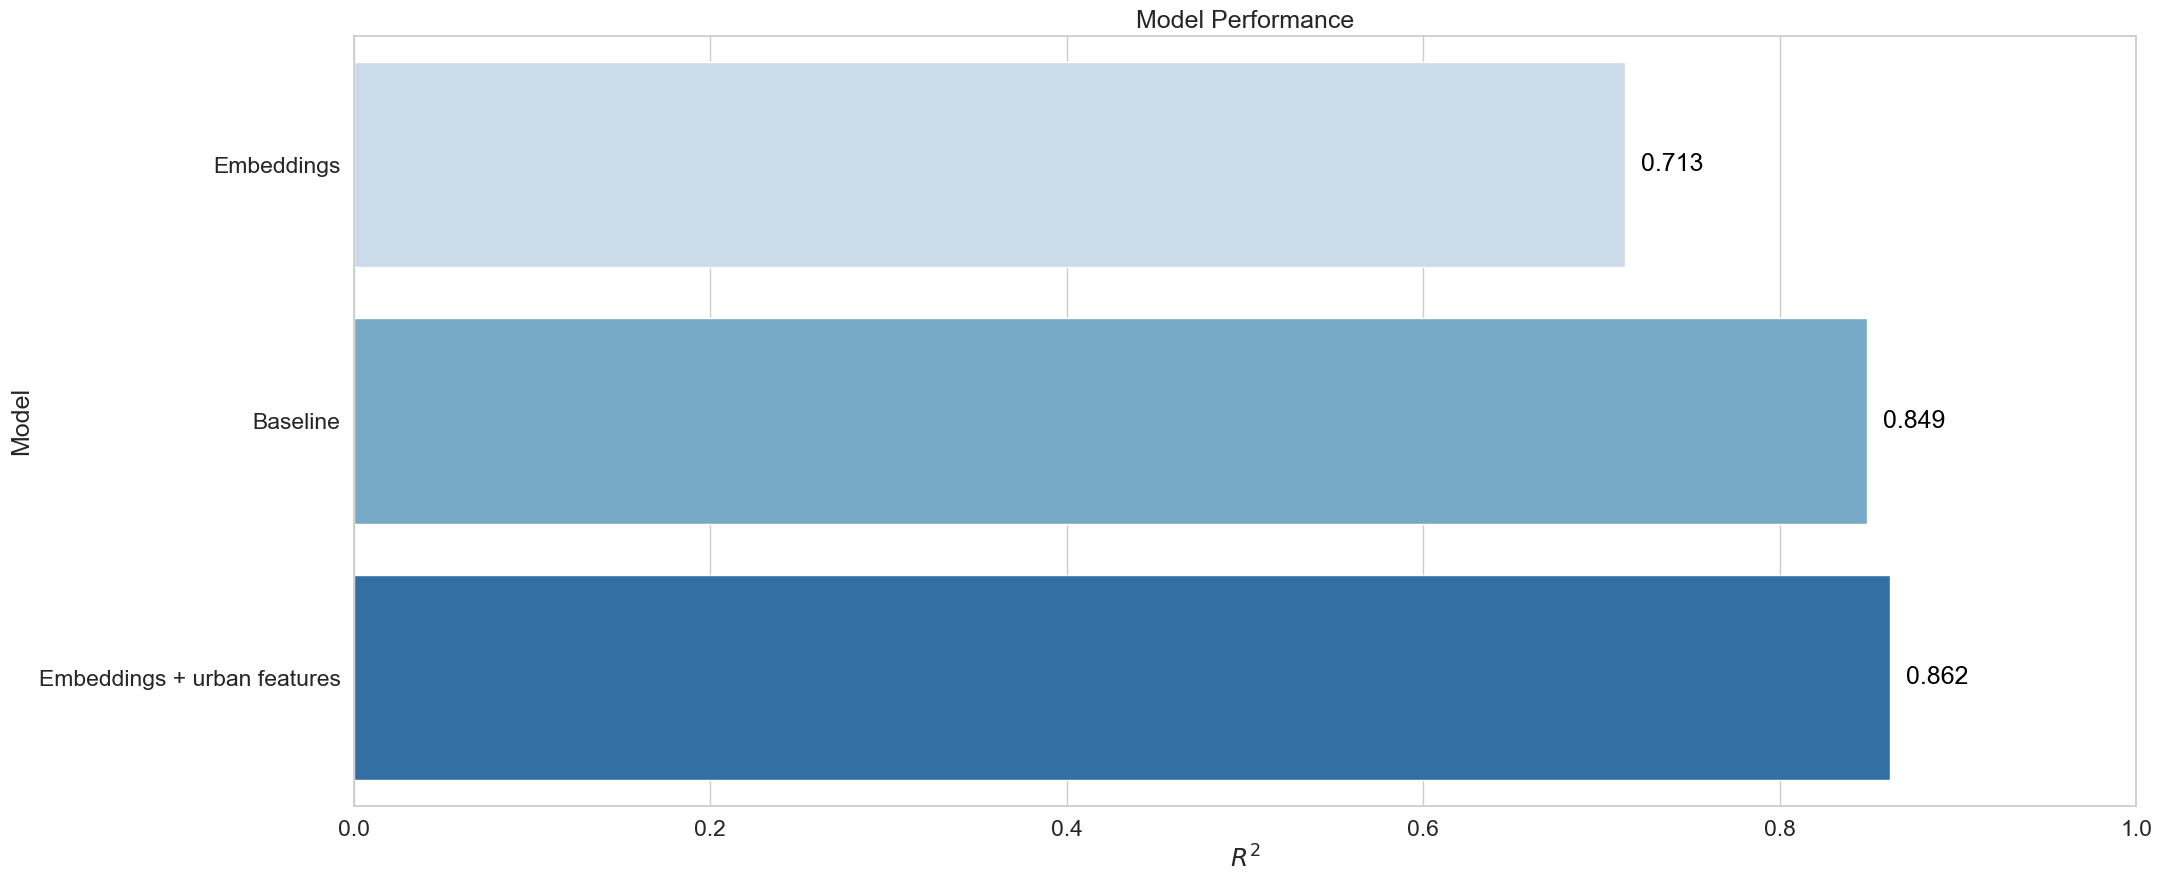 Model Performance
Embeddings
0.713
Baseline
0.849
Embeddings + urban features
0.862
Model
0.0 0.2 0.4 0.6 0.8 1.0
R²